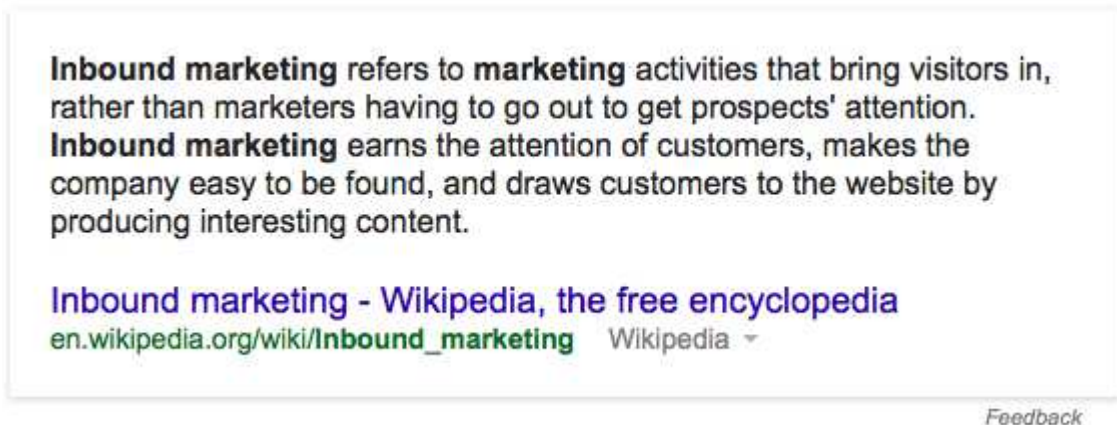 Inbound marketing refers to marketing activities that bring visitors in,
rather than marketers having to go out to get prospects' attention.
Inbound marketing earns the attention of customers, makes the
company easy to be found, and draws customers to the website by
producing interesting content.
Inbound marketing - Wikipedia, the free encyclopedia
en.wikipedia.org/wiki/Inbound_marketing Wikipedia
Feedback